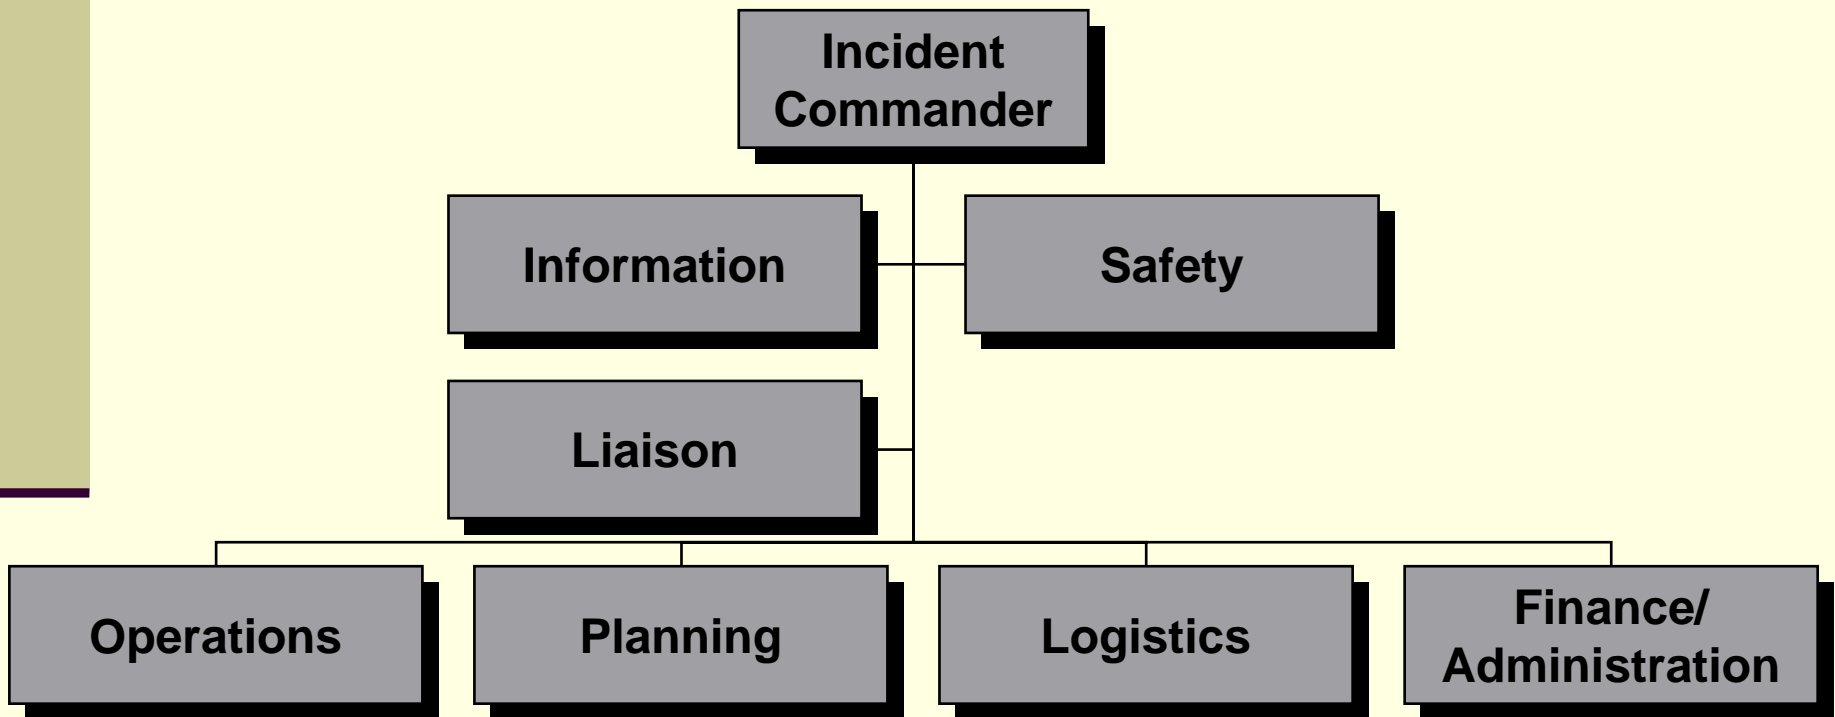 Incident
Commander
Information
Safety
Liaison
Operations
Planning
Logistics
Finance/
Administration